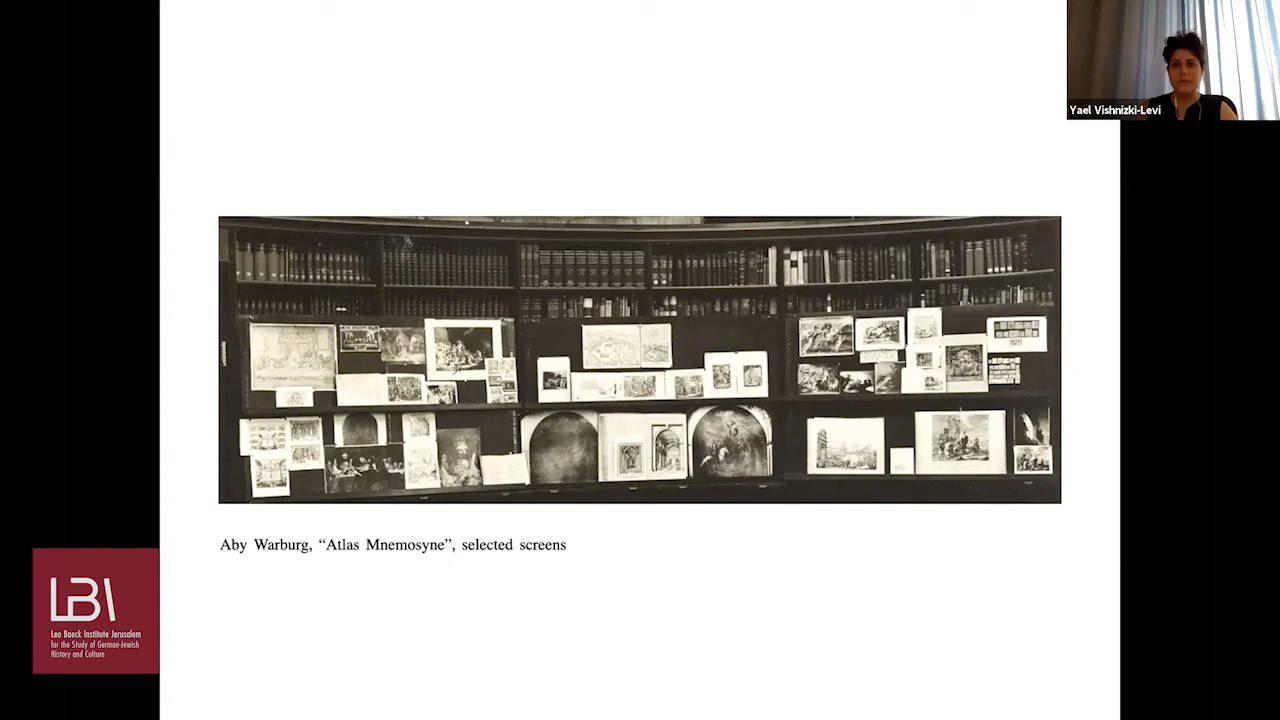 Yael Vishnizki-Levi
Aby Warburg, “Atlas Mnemosyne”, selected screens
LBI
Leo Baeck Institute Jerusalem
for the Study of German-Jewish
History and Culture